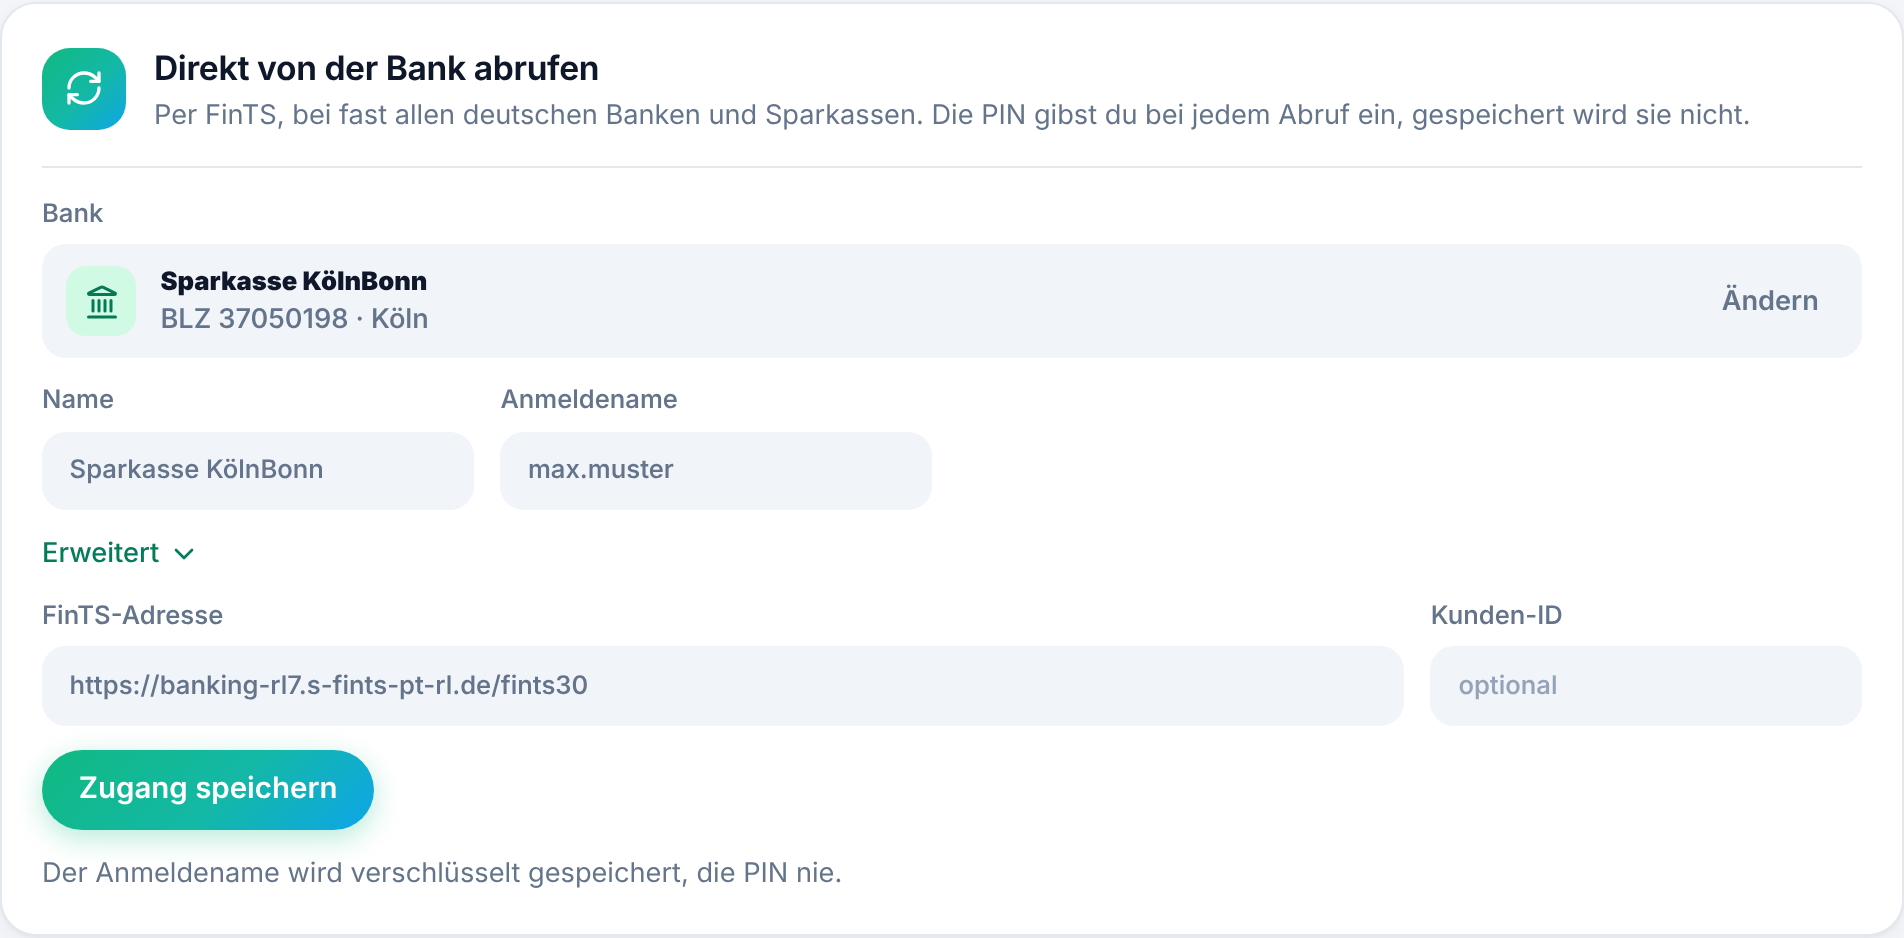 Direkt von der Bank abrufen
Per FinTS, bei fast allen deutschen Banken und Sparkassen. Die PIN gibst du bei jedem Abruf ein, gespeichert wird sie nicht.
Bank
Sparkasse KölnBonn
BLZ 37050198 · Köln
Ändern
Name
Anmeldename
Sparkasse KölnBonn
max.muster
Erweitert
FinTS-Adresse
Kunden-ID
https://banking-rl7.s-fints-pt-rl.de/fints30
optional
Zugang speichern
Der Anmeldename wird verschlüsselt gespeichert, die PIN nie.